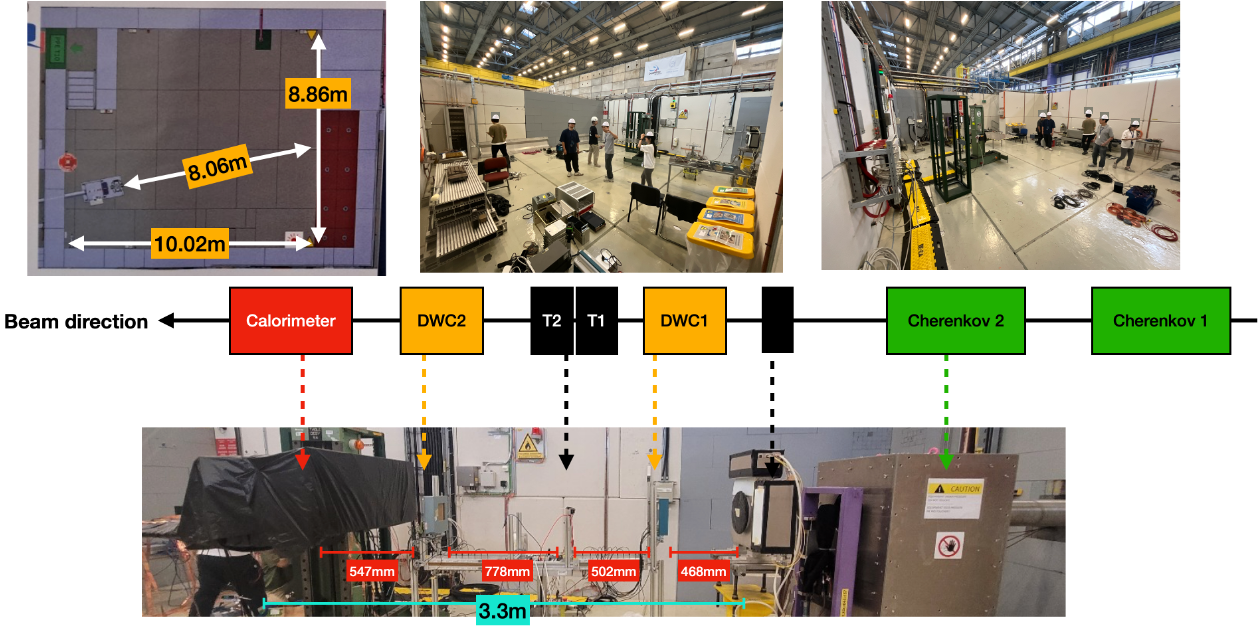 8.86m
8.06m
10.02m
Beam direction
Calorimeter
DWC2
T2
T1
DWC1
Cherenkov 2
Cherenkov 1
CAUTION
547mm
778mm
502mm
468mm
3.3m